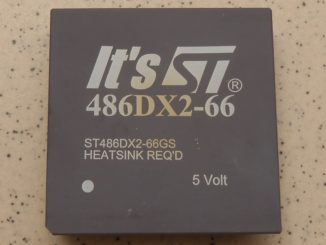 It's ST®
486DX2-66
ST486DX2-66GS
HEATSINK REQ'D
5 Volt